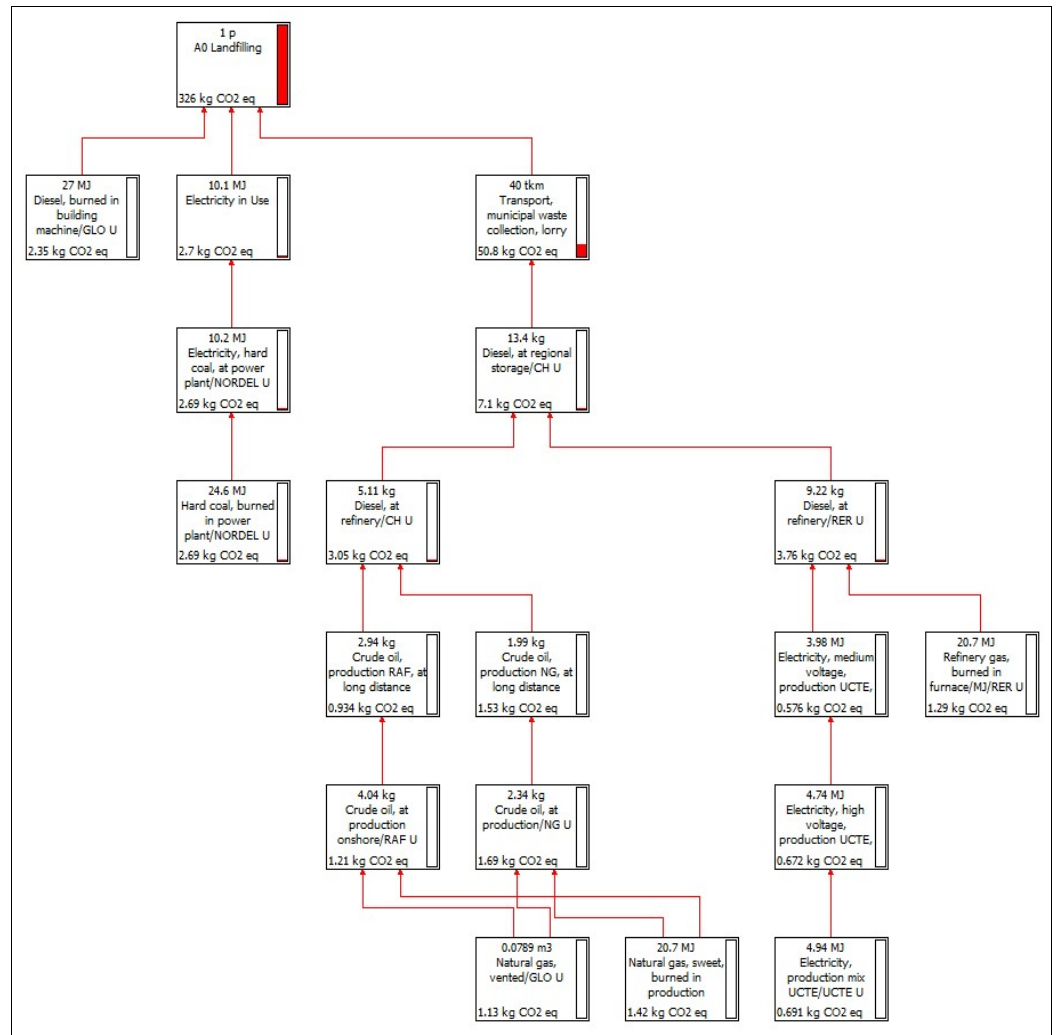 1 p
A0 Landfilling
326 kg CO2 eq
27 MJ
Diesel, burned in
building
machine/GLO U
2.35 kg CO2 eq
10.1 MJ
Electricity in Use
2.7 kg CO2 eq
40 tkm
Transport,
municipal waste
collection, lorry
50.8 kg CO2 eq
10.2 MJ
Electricity, hard
coal, at power
plant/NORDEL U
2.69 kg CO2 eq
13.4 kg
Diesel, at regional
storage/CH U
7.1 kg CO2 eq
24.6 MJ
Hard coal, burned
in power
plant/NORDEL U
2.69 kg CO2 eq
5.11 kg
Diesel, at
refinery/CH U
3.05 kg CO2 eq
9.22 kg
Diesel, at
refinery/RER U
3.76 kg CO2 eq
2.94 kg
Crude oil,
production RAF, at
long distance
0.934 kg CO2 eq
1.99 kg
Crude oil,
production NG, at
long distance
1.53 kg CO2 eq
3.98 MJ
Electricity, medium
voltage,
production UCTE,
0.576 kg CO2 eq
20.7 MJ
Refinery gas,
burned in
furnace/MJ/RER U
1.29 kg CO2 eq
4.04 kg
Crude oil, at
production
onshore/RAF U
1.21 kg CO2 eq
2.34 kg
Crude oil, at
production/NG U
1.69 kg CO2 eq
4.74 MJ
Electricity, high
voltage,
production UCTE,
0.672 kg CO2 eq
0.0789 m3
Natural gas,
vented/GLO U
1.13 kg CO2 eq
20.7 MJ
Natural gas, sweet,
burned in
production
1.42 kg CO2 eq
4.94 MJ
Electricity,
production mix
UCTE/UCTE U
0.691 kg CO2 eq